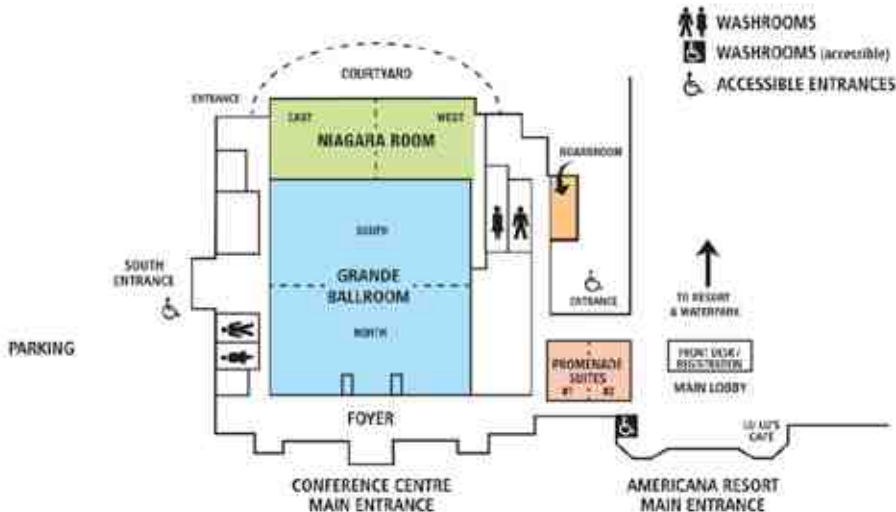 WASHROOMS
WASHROOMS (accessible)
ACCESSIBLE ENTRANCES
COURTYARD
ENTRANCE
EAST
WEST
NIAGARA ROOM
BOARDROOM
SOUTH
GRANDE
BALLROOM
NORTH
SOUTH
ENTRANCE
ENTRANCE
TO RESORT
& WATERPARK
PARKING
PROMENADE
SUITES
#1
#2
FRONT DESK /
REGISTRATION
MAIN LOBBY
FOYER
LU LU'S
CAFE
CONFERENCE CENTRE
MAIN ENTRANCE
AMERICANA RESORT
MAIN ENTRANCE